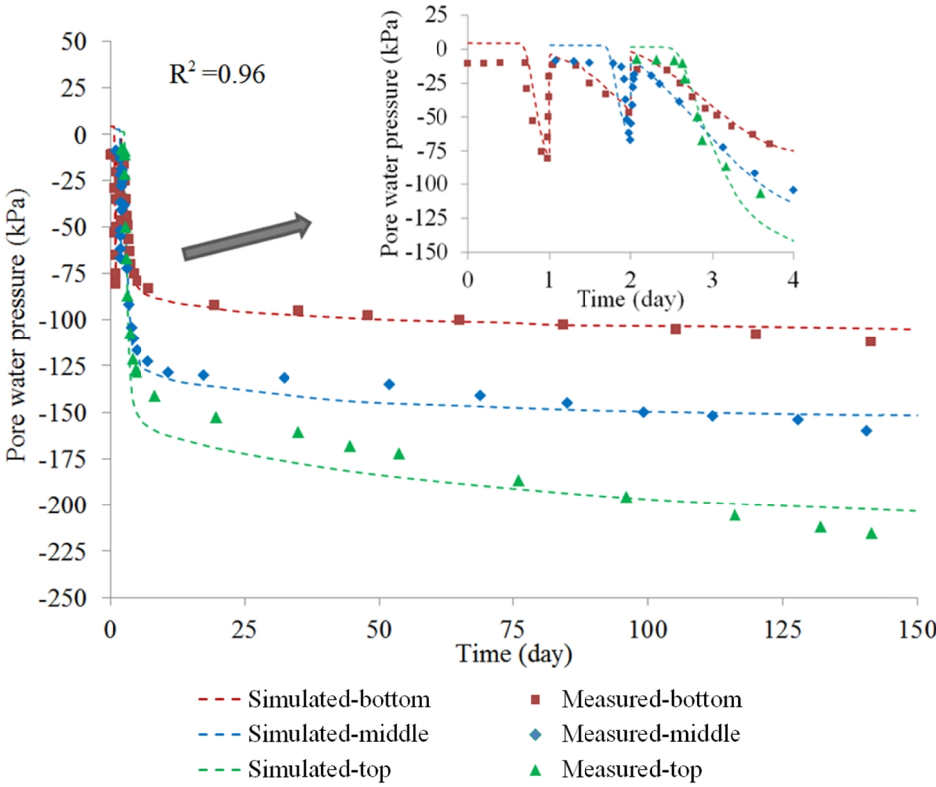 R² =0.96
Pore water pressure (kPa)
50
25
0
-25
-50
-75
-100
-125
-150
-175
-200
-225
-250
0 25 50 75 100 125 150
Time (day)
Pore water pressure (kPa)
25
0
-25
-50
-75
-100
-125
-150
0 1 2 3 4
Time (day)
Simulated-bottom Measured-bottom
Simulated-middle Measured-middle
Simulated-top Measured-top